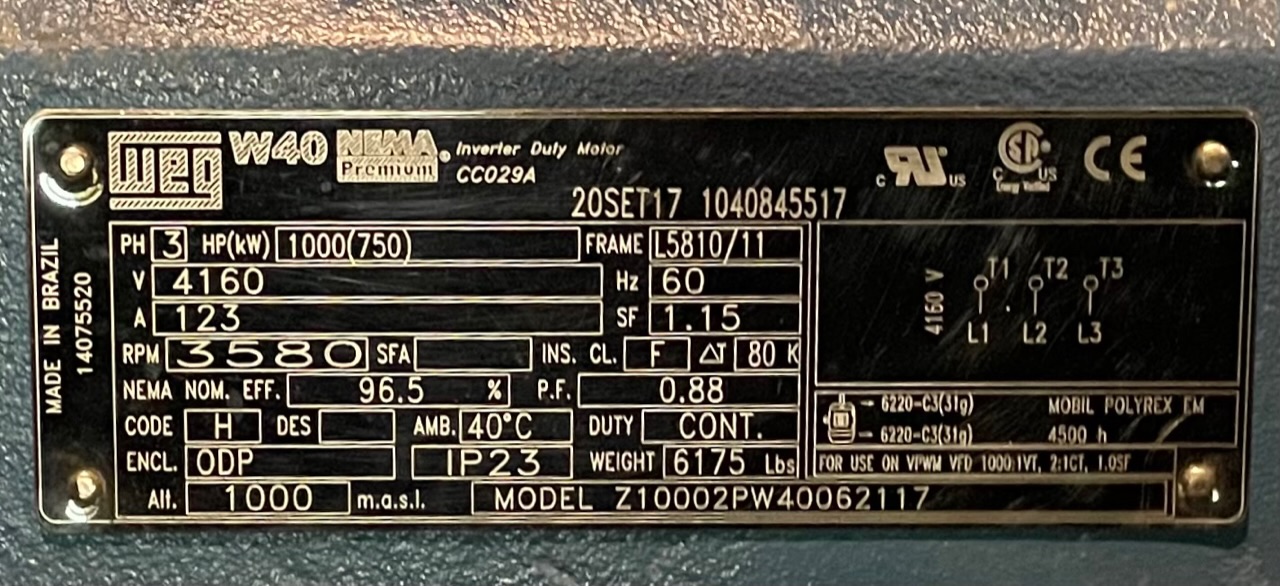 WEG W40 NEMA Premium® Inverter Duty Motor
CC029A
20SET17 1040845517
c RU US c SP® US Energy Verified CE
MADE IN BRAZIL
14075520
PH 3 HP(kW) 1000(750) FRAME L5810/11
V 4160 Hz 60
A 123 SF 1.15
RPM 3580 SFA INS. CL. F ΔT 80 K
NEMA NOM. EFF. 96.5 % P.F. 0.88
CODE H DES AMB. 40°C DUTY CONT.
ENCL. ODP IP23 WEIGHT 6175 Lbs
Alt. 1000 m.a.s.l. MODEL Z10002PW40062117
4160 V
T1 T2 T3
L1 L2 L3
6220-C3(31g) MOBIL POLYREX EM
6220-C3(31g) 4500 h
FOR USE ON VPWM VFD 1000:1VT, 2:1CT, 1.0SF